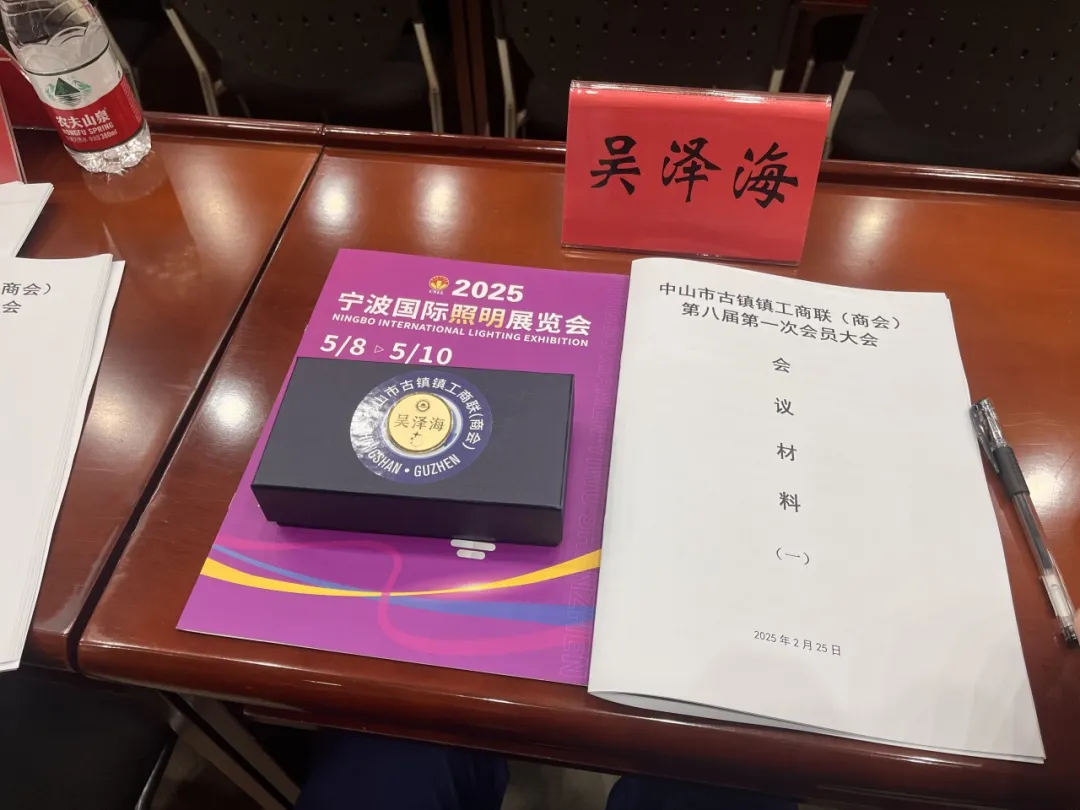 农夫山泉
NONGFU SPRING
吴泽海
商会）
会
2025
宁波国际照明展览会
NINGBO INTERNATIONAL LIGHTING EXHIBITION
5/8 ▷ 5/10
山市古镇镇工商联(商会)
吴泽海
GSHAN • GUZHEN
中山市古镇镇工商联（商会）
第八届第一次会员大会
会
议
材
料
（一）
2025 年 2 月 25 日